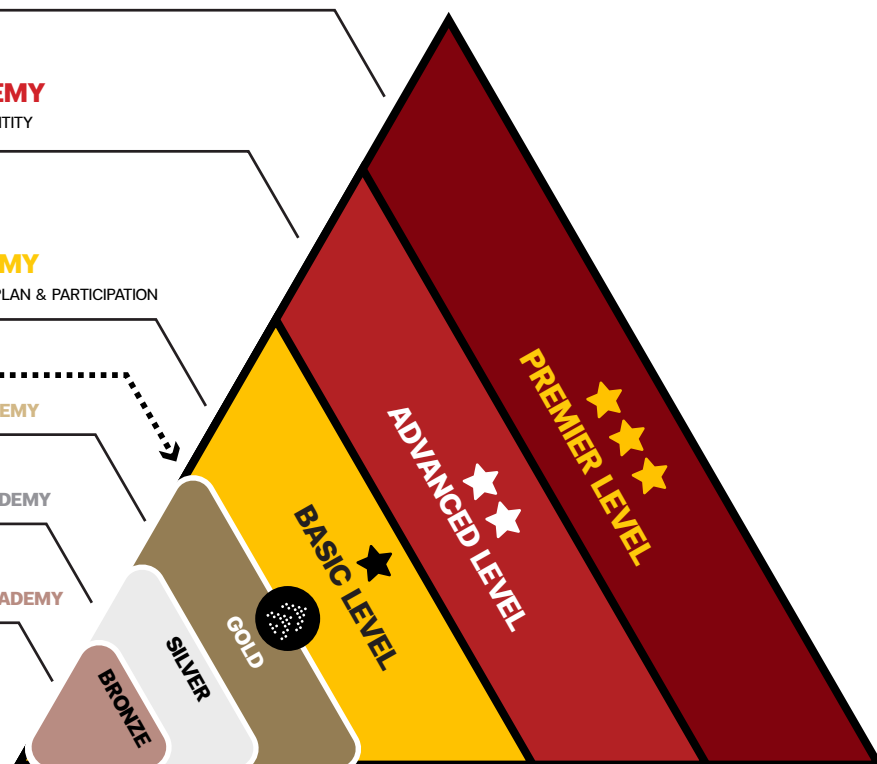 EMY
TITY
MY
PLAN & PARTICIPATION
EMY
DEMY
ADEMY
PREMIER LEVEL
ADVANCED LEVEL
BASIC LEVEL
GOLD
SILVER
BRONZE